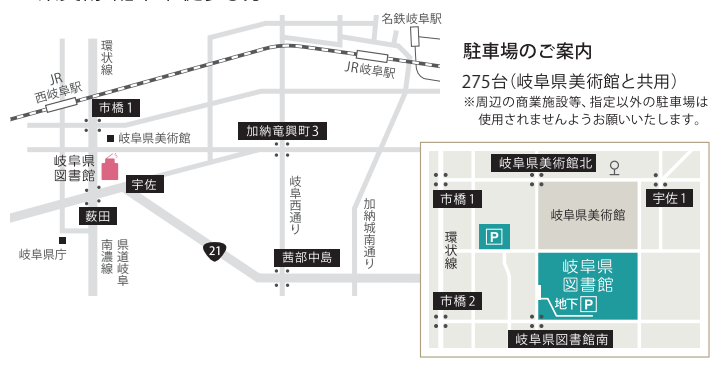 名鉄岐阜駅
環状線
JR
西岐阜駅
JR岐阜駅
市橋1
岐阜県美術館
加納竜興町3
岐阜県
図書館
宇佐
薮田
岐阜西通り
加納城南通り
岐阜県庁
県道岐阜
南濃線
21
茜部中島
駐車場のご案内
275台(岐阜県美術館と共用)
※周辺の商業施設等、指定以外の駐車場は
使用されませんようお願いいたします。
岐阜県美術館北
市橋1
宇佐1
岐阜県美術館
環状線
P
岐阜県
図書館
地下P
市橋2
岐阜県図書館南